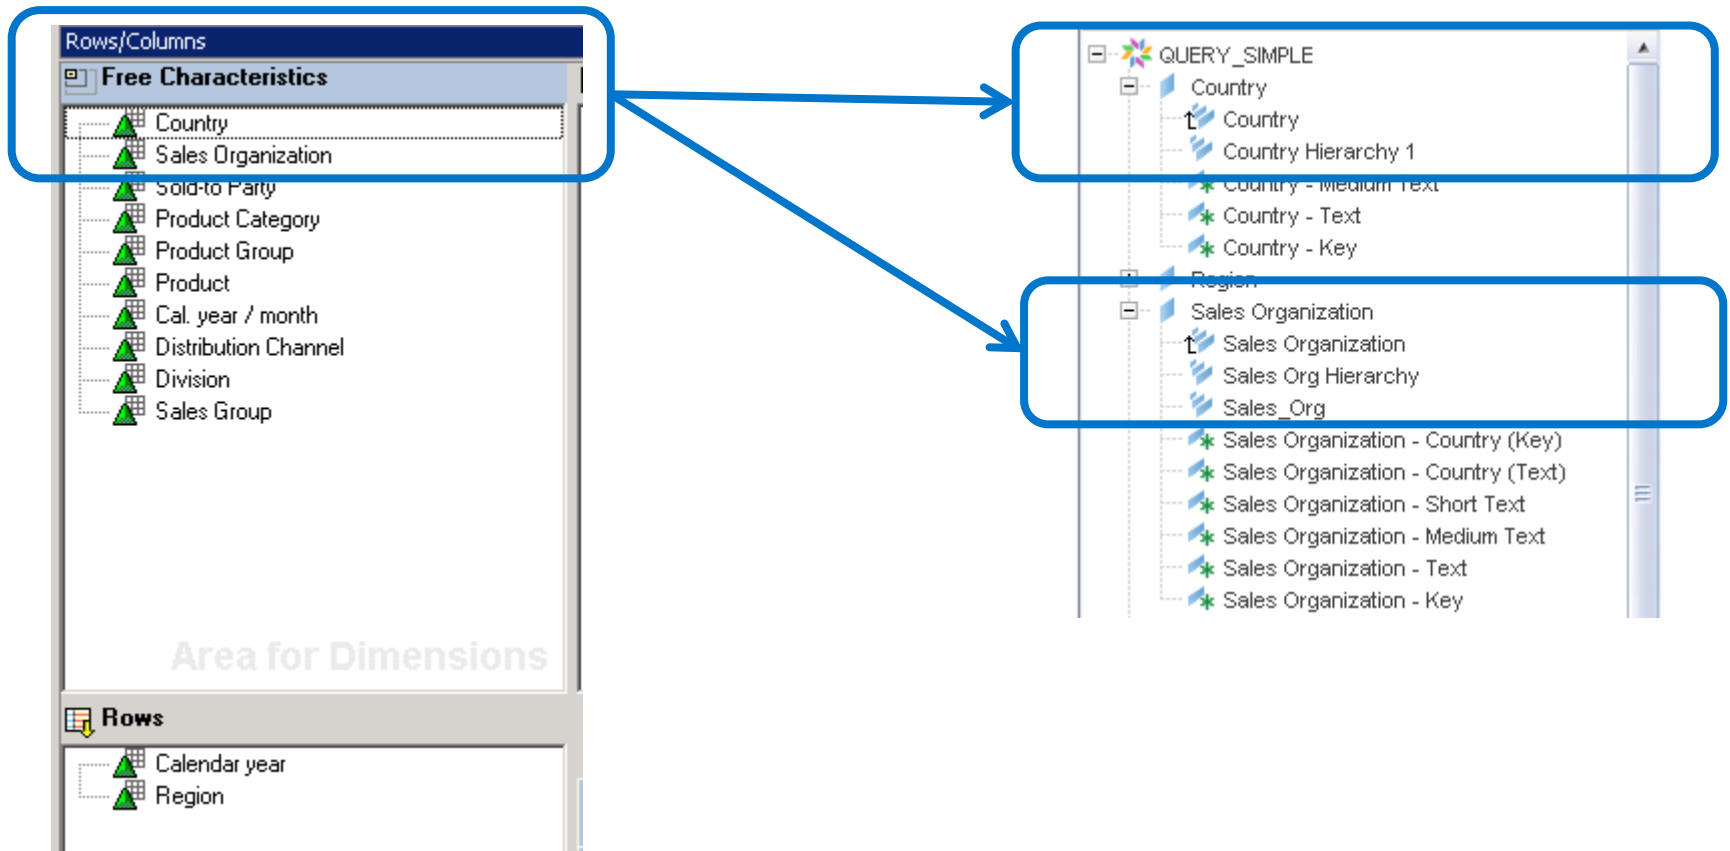 Rows/Columns
Free Characteristics
Country
Sales Organization
Sold-to Party
Product Category
Product Group
Product
Cal. year / month
Distribution Channel
Division
Sales Group
Area for Dimensions
Rows
Calendar year
Region
QUERY_SIMPLE
Country
Country
Country Hierarchy 1
Country - Medium Text
Country - Text
Country - Key
Region
Sales Organization
Sales Organization
Sales Org Hierarchy
Sales_Org
Sales Organization - Country (Key)
Sales Organization - Country (Text)
Sales Organization - Short Text
Sales Organization - Medium Text
Sales Organization - Text
Sales Organization - Key